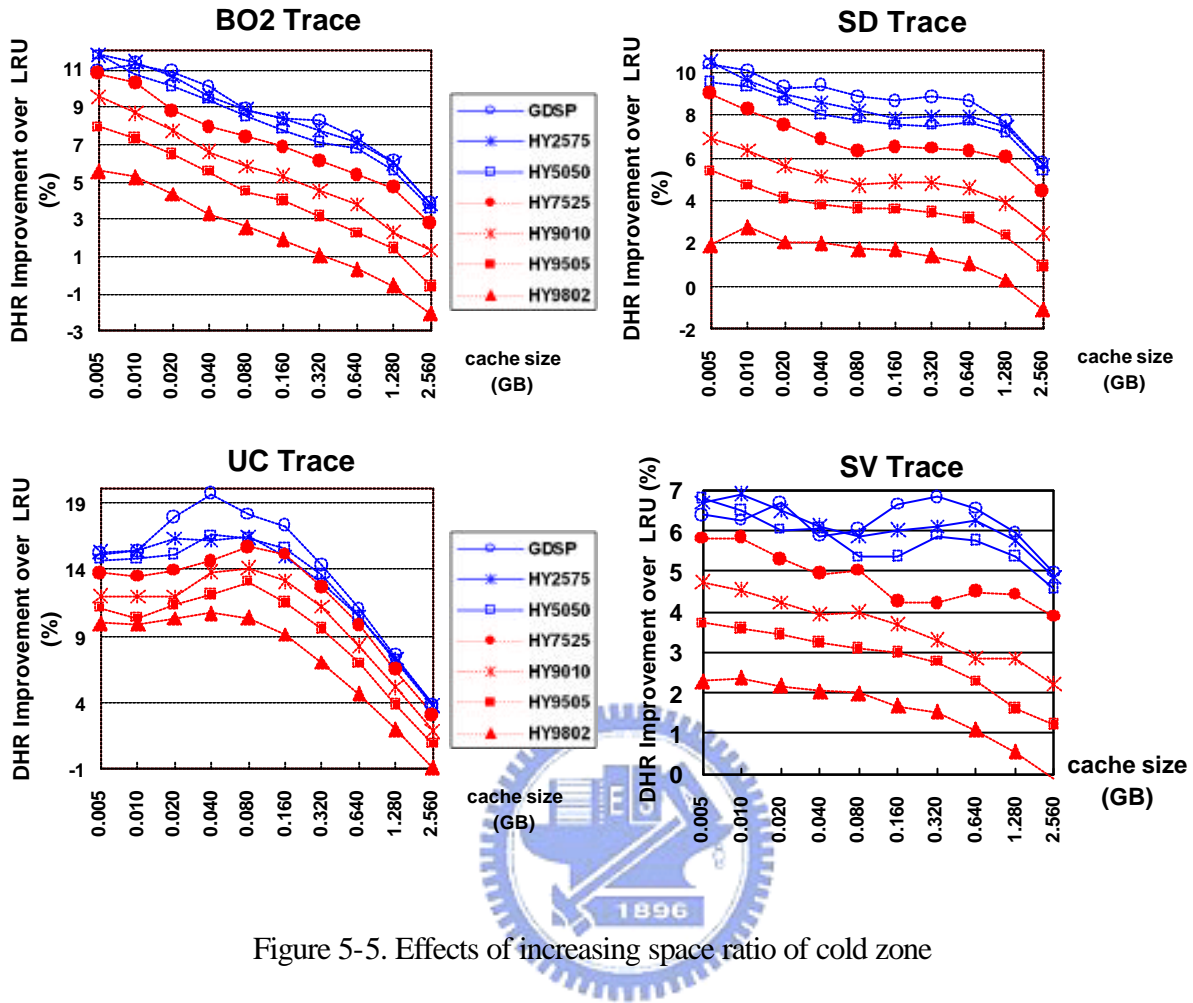 BO2 Trace
DHR Improvement over LRU
(%)
11
9
7
5
3
1
-1
-3
0.005
0.010
0.020
0.040
0.080
0.160
0.320
0.640
1.280
2.560
cache size
(GB)
GDSP
HY2575
HY5050
HY7525
HY9010
HY9505
HY9802
SD Trace
DHR Improvement over LRU
(%)
10
8
6
4
2
0
-2
0.005
0.010
0.020
0.040
0.080
0.160
0.320
0.640
1.280
2.560
cache size
(GB)
UC Trace
DHR Improvement over LRU
(%)
19
14
9
4
-1
0.005
0.010
0.020
0.040
0.080
0.160
0.320
0.640
1.280
2.560
cache size
(GB)
GDSP
HY2575
HY5050
HY7525
HY9010
HY9505
HY9802
SV Trace
DHR Improvement over LRU (%)
7
6
5
4
3
2
1
0
0.005
0.010
0.020
0.040
0.080
0.160
0.320
0.640
1.280
2.560
cache size
(GB)
1896
Figure 5-5. Effects of increasing space ratio of cold zone